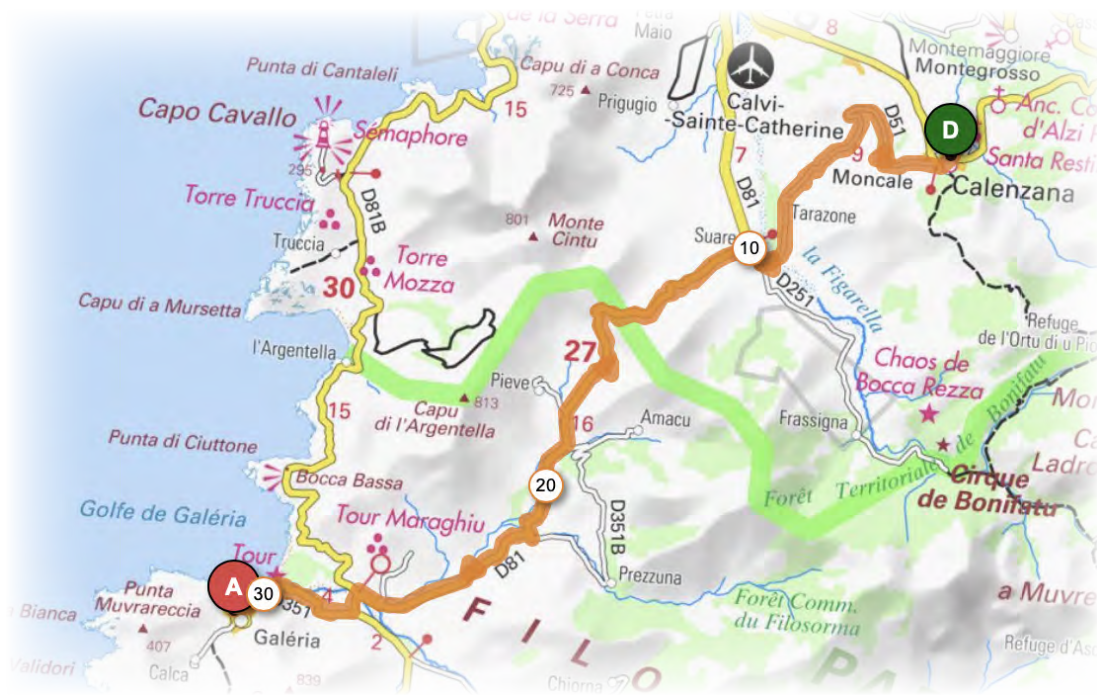 de la Serra
Maio
8
Montemaggiore
Montegrosso
Punta di Cantaleli
Capu di a Conca
725
Prigugio
15
Calvi-
-Sainte-Catherine
D51
Anc.
d'Alzi
Capo Cavallo
Sémaphore
295
7
9
D
Santa Resti
Moncale
Calenzana
D81
D81B
Torre Truccia
Truccia
801
Monte
Cintu
Tarazone
Suare
10
Torre
Mozza
30
la Figarella
D251
Capu di a Mursetta
Refuge
de l'Ortu di u Pio
l'Argentella
27
Chaos de
Bocca Rezza
Pieve
813
Capu
di l'Argentella
15
16
Amacu
Frassigna
Bonifatu
Punta di Ciuttone
Forêt Territoriale de
Ladro
Cirque
de Bonifatu
Bocca Bassa
20
Golfe de Galéria
Tour Maraghiu
D351B
D81
Tour
A
30
4
D351
Prezzuna
Punta
Muvrareccia
Bianca
407
Galéria
2
Forêt Comm.
du Filosorma
a Muvre
F I L O
Calca
Validori
839
Chiorna
PA